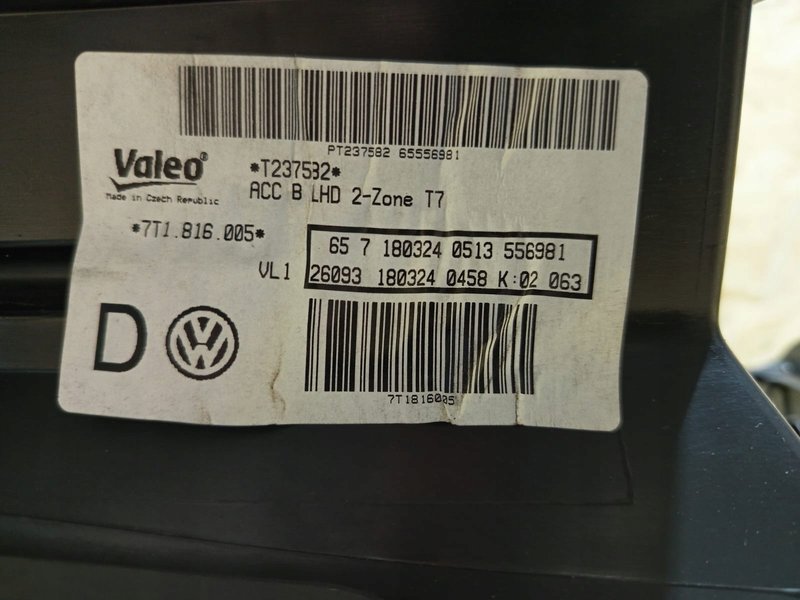 PT237582 65556981
Valeo®
Made in Czech Republic
*T237582*
ACC B LHD 2-Zone T7
*7T1.816.005*
65 7 180324 0513 556981
VL1 26093 180324 0458 K:02 063
D
VW
7T1816005